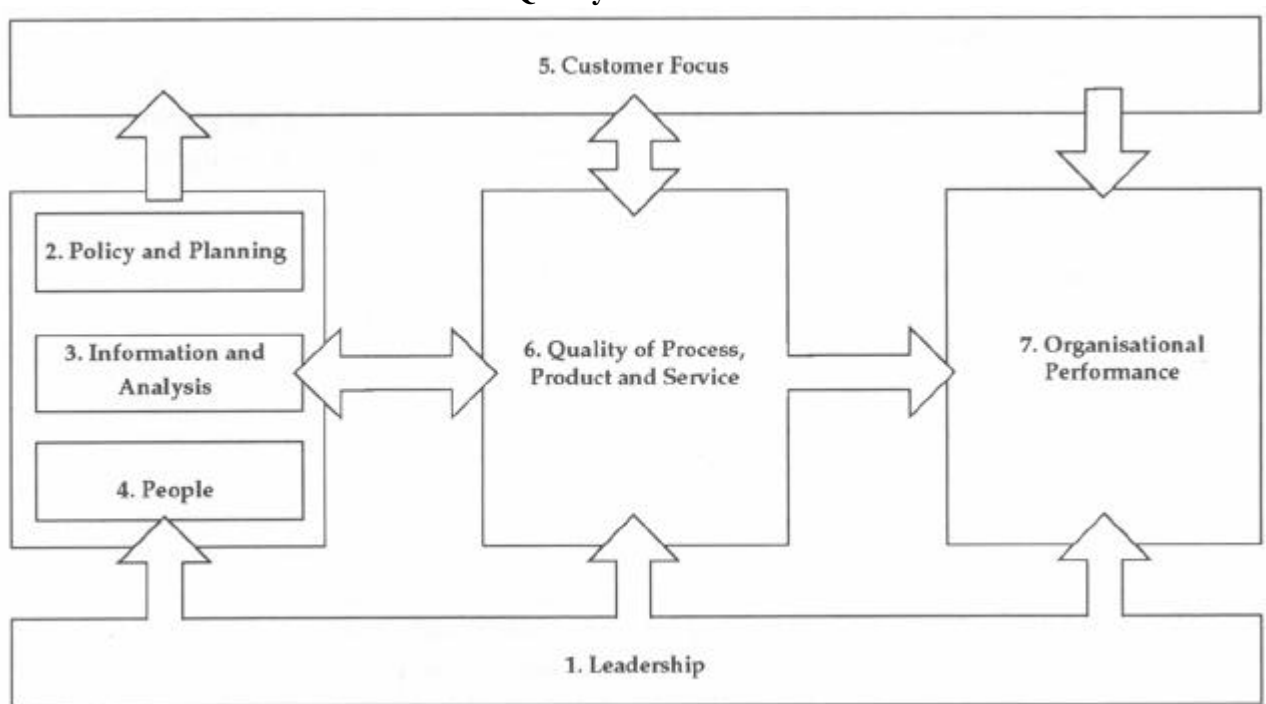 5. Customer Focus
2. Policy and Planning
3. Information and
Analysis
4. People
6. Quality of Process,
Product and Service
7. Organisational
Performance
1. Leadership